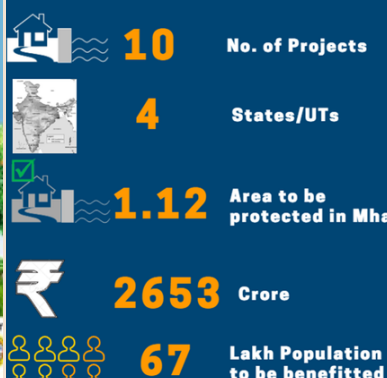 10 No. of Projects
4 States/UTs
1.12 Area to be
protected in Mha
₹ 2653 Crore
67 Lakh Population
to be benefitted